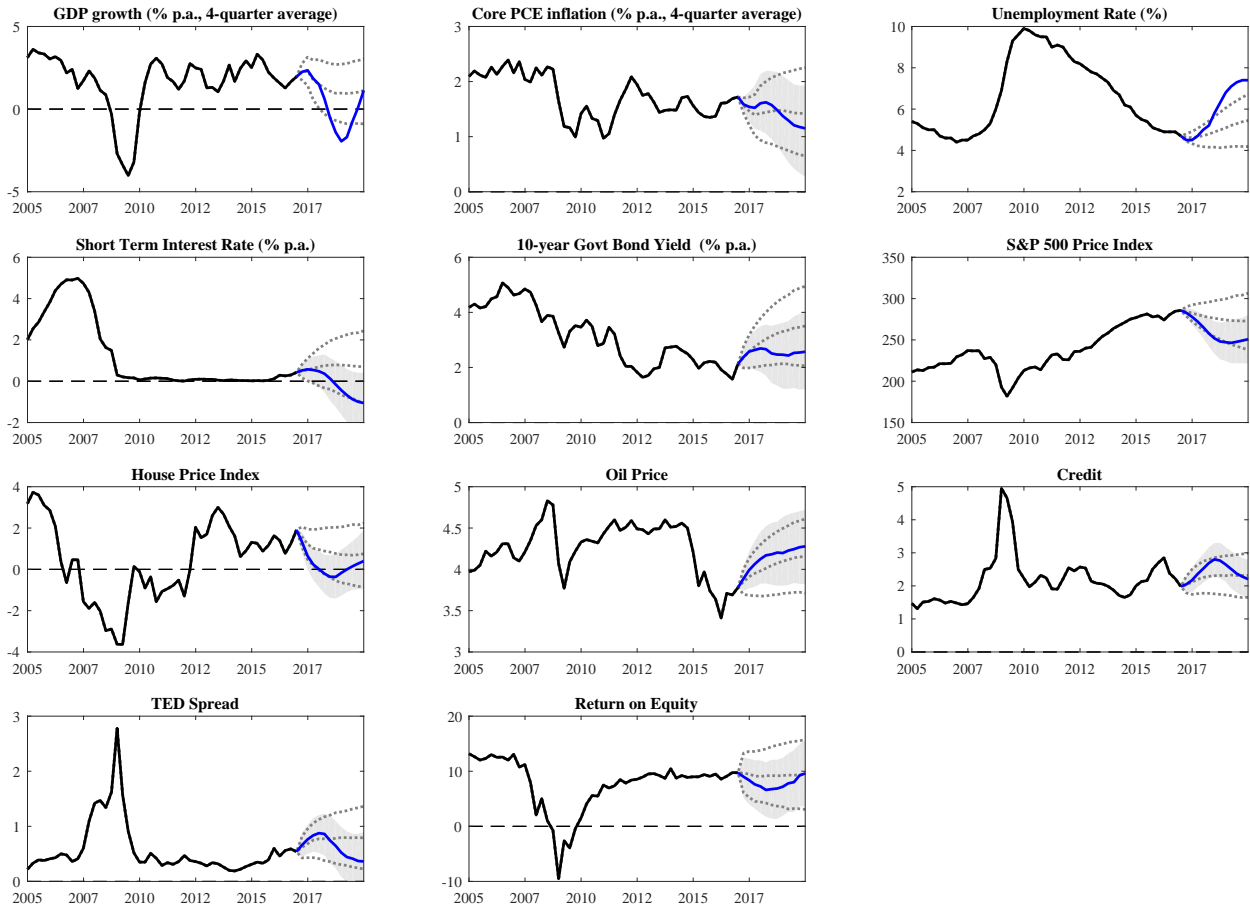 GDP growth (% p.a., 4-quarter average)
5
0
-5
2005 2007 2010 2012 2015 2017
Core PCE inflation (% p.a., 4-quarter average)
3
2
1
0
2005 2007 2010 2012 2015 2017
Unemployment Rate (%)
10
8
6
4
2
2005 2007 2010 2012 2015 2017
Short Term Interest Rate (% p.a.)
6
4
2
0
-2
2005 2007 2010 2012 2015 2017
10-year Govt Bond Yield (% p.a.)
6
4
2
0
2005 2007 2010 2012 2015 2017
S&P 500 Price Index
350
300
250
200
150
2005 2007 2010 2012 2015 2017
House Price Index
4
2
0
-2
-4
2005 2007 2010 2012 2015 2017
Oil Price
5
4.5
4
3.5
3
2005 2007 2010 2012 2015 2017
Credit
5
4
3
2
1
0
2005 2007 2010 2012 2015 2017
TED Spread
3
2
1
0
2005 2007 2010 2012 2015 2017
Return on Equity
20
10
0
-10
2005 2007 2010 2012 2015 2017